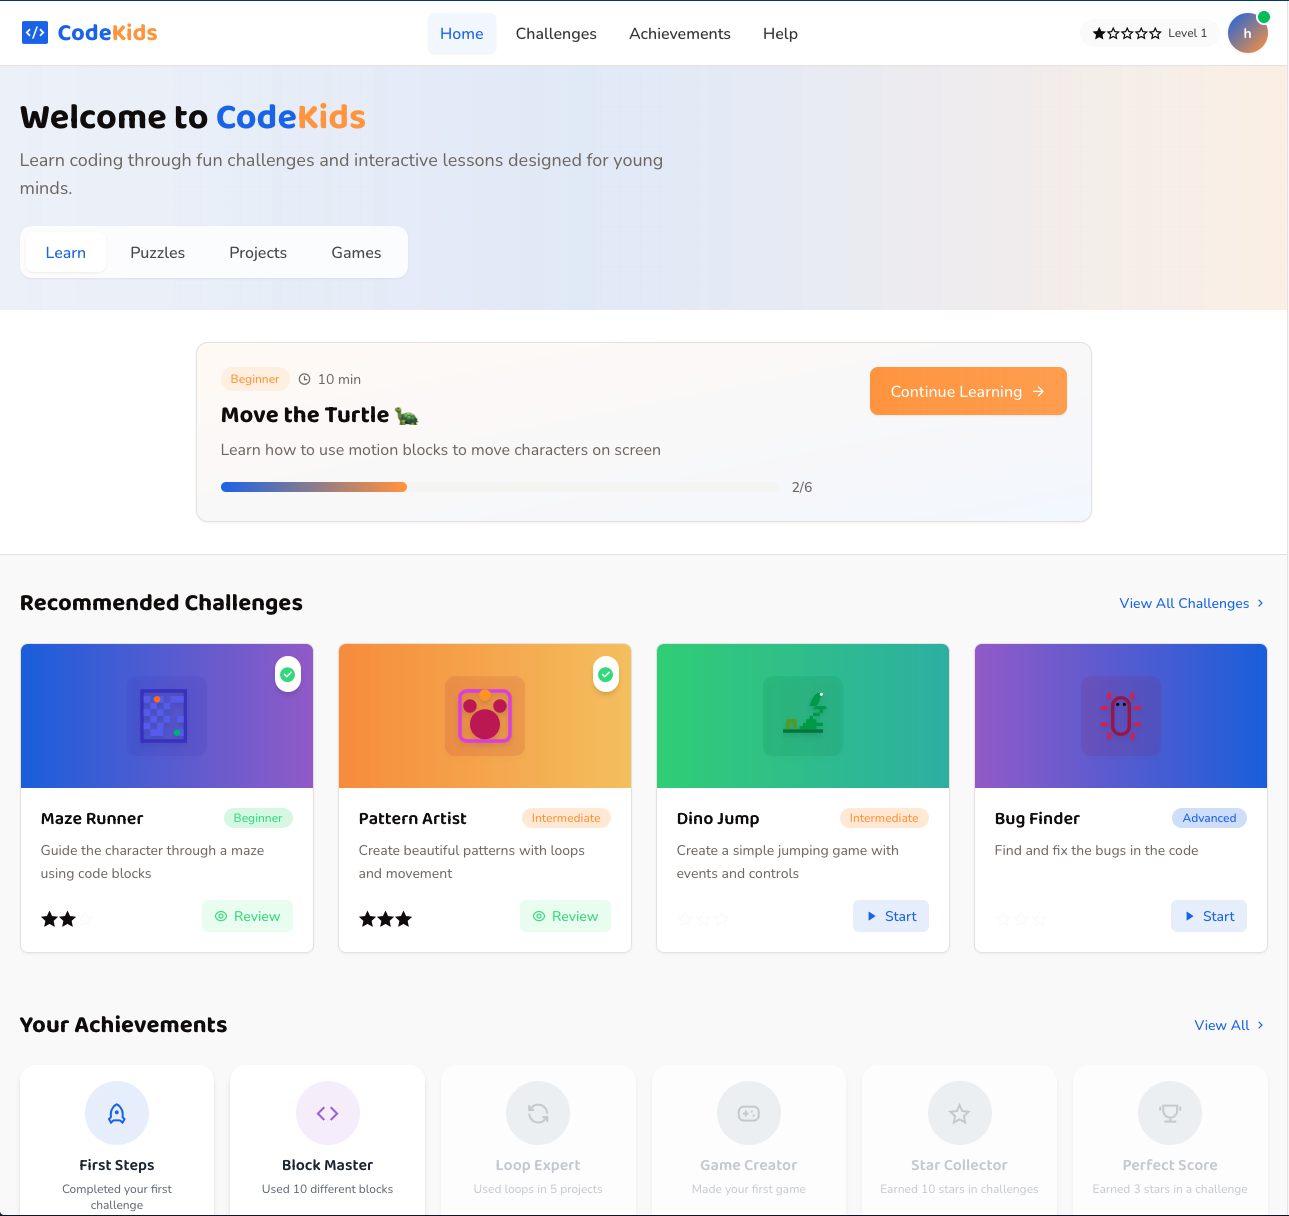 CodeKids
Home
Challenges
Achievements
Help
Level 1
h
Welcome to CodeKids
Learn coding through fun challenges and interactive lessons designed for young
minds.
Learn
Puzzles
Projects
Games
Beginner
10 min
Move the Turtle 🐢
Learn how to use motion blocks to move characters on screen
2/6
Continue Learning →
Recommended Challenges
View All Challenges >
Maze Runner
Beginner
Guide the character through a maze
using code blocks
Review
Pattern Artist
Intermediate
Create beautiful patterns with loops
and movement
Review
Dino Jump
Intermediate
Create a simple jumping game with
events and controls
Start
Bug Finder
Advanced
Find and fix the bugs in the code
Start
Your Achievements
View All >
First Steps
Completed your first
challenge
Block Master
Used 10 different blocks
Loop Expert
Used loops in 5 projects
Game Creator
Made your first game
Star Collector
Earned 10 stars in challenges
Perfect Score
Earned 3 stars in a challenge